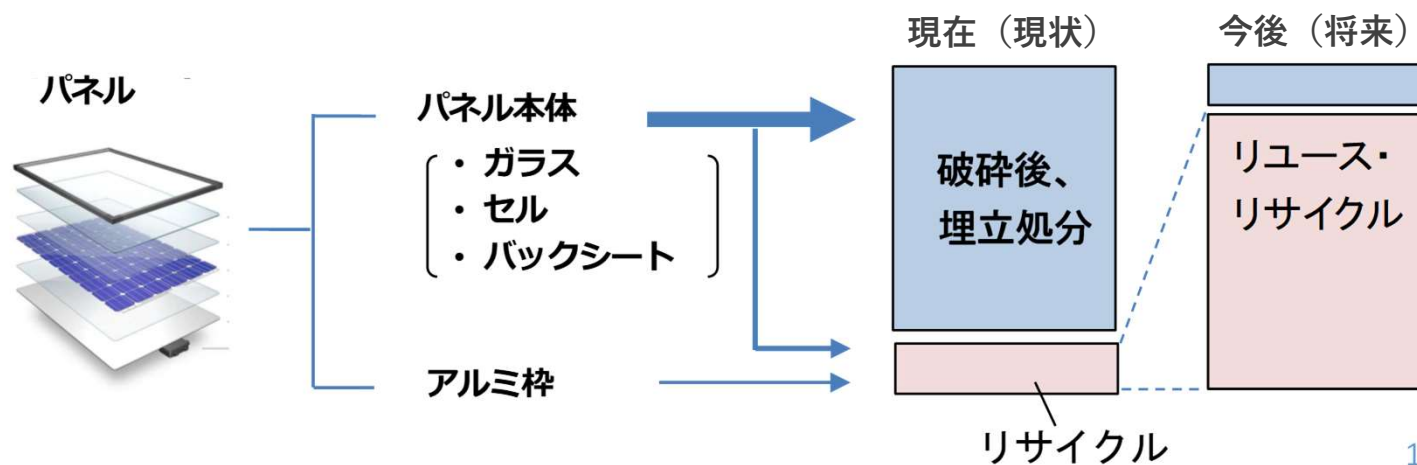 現在（現状）
今後（将来）
パネル
パネル本体
・ ガラス
・ セル
・ バックシート
アルミ枠
破砕後、
埋立処分
リサイクル
リユース・
リサイクル
1